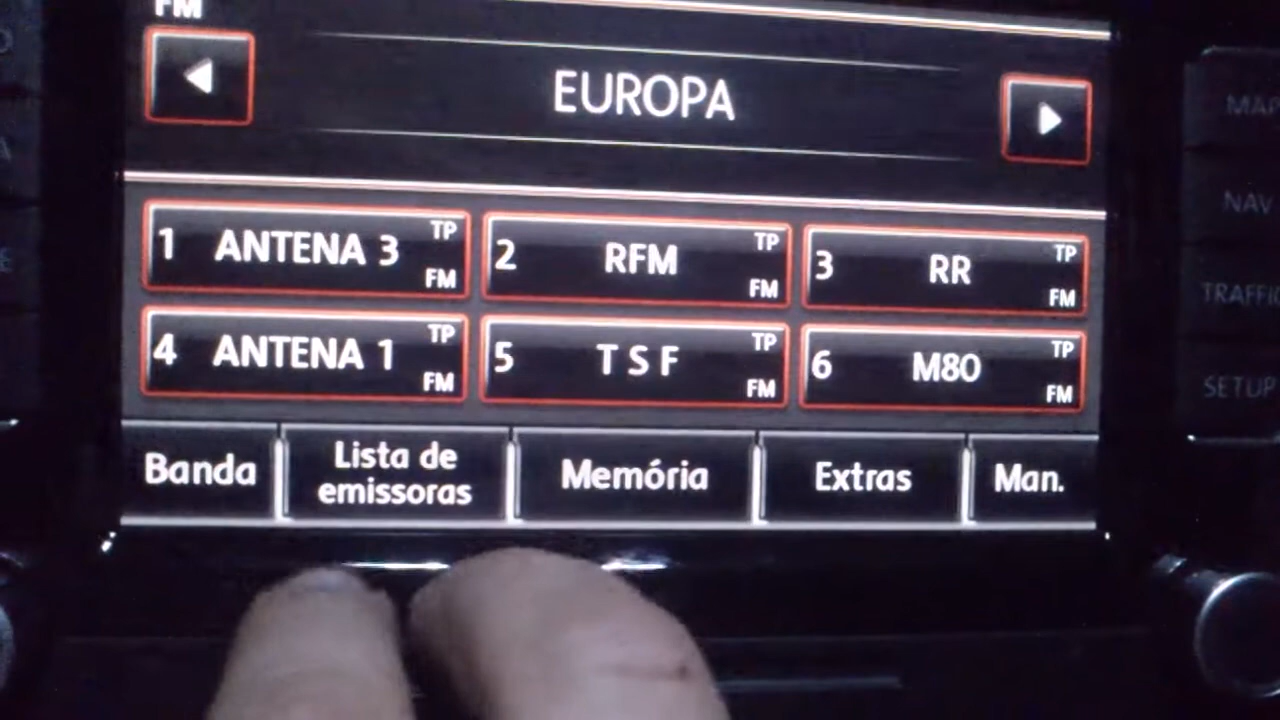 FM
EUROPA
1 ANTENA 3 TP FM
2 RFM TP FM
3 RR TP FM
4 ANTENA 1 TP FM
5 T S F TP FM
6 M80 TP FM
Banda
Lista de
emissoras
Memória
Extras
Man.
NAV
SETUP